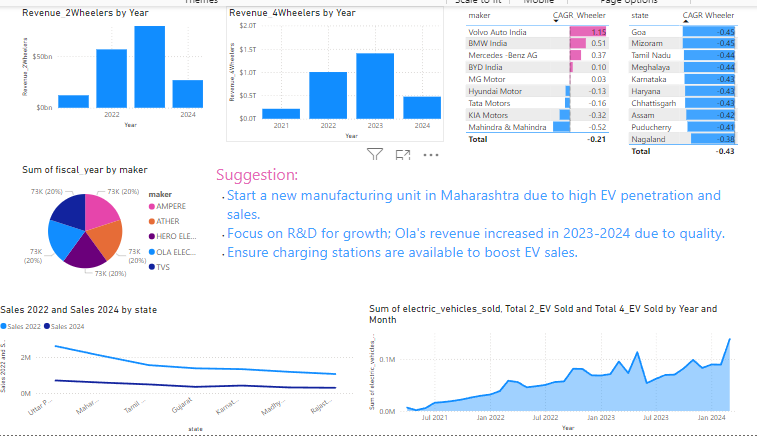 Themes
Scale to fit
Mobile
Page options
Revenue_2Wheelers by Year
Revenue_2Wheelers
$50bn
$0bn
2022
2024
Year
Revenue_4Wheelers by Year
Revenue_4Wheelers
$2.0T
$1.5T
$1.0T
$0.5T
$0.0T
2021
2022
2023
2024
Year
maker CAGR Wheeler
Volvo Auto India 1.15
BMW India 0.51
Mercedes -Benz AG 0.37
BYD India 0.10
MG Motor 0.03
Hyundai Motor -0.13
Tata Motors -0.16
KIA Motors -0.32
Mahindra & Mahindra -0.52
Total -0.21
state CAGR Wheeler
Goa -0.45
Mizoram -0.45
Tamil Nadu -0.44
Meghalaya -0.44
Karnataka -0.43
Haryana -0.43
Chhattisgarh -0.43
Assam -0.42
Puducherry -0.41
Nagaland -0.38
Total -0.43
Sum of fiscal_year by maker
73K (20%)
73K (20%)
73K
(20%)
73K
(20%)
73K (20%)
maker
AMPERE
ATHER
HERO ELE...
OLA ELEC...
TVS
Suggestion:
· Start a new manufacturing unit in Maharashtra due to high EV penetration and
sales.
· Focus on R&D for growth; Ola's revenue increased in 2023-2024 due to quality.
· Ensure charging stations are available to boost EV sales.
Sales 2022 and Sales 2024 by state
Sales 2022 Sales 2024
Sales 2022 and S...
2M
0M
Uttar P...
Mahar...
Tamil ...
Gujarat
Karnat...
Madhy...
Rajast...
state
Sum of electric_vehicles_sold, Total 2_EV Sold and Total 4_EV Sold by Year and
Month
Sum of electric_vehicles_...
0.1M
0.0M
Jul 2021
Jan 2022
Jul 2022
Jan 2023
Jul 2023
Jan 2024
Year